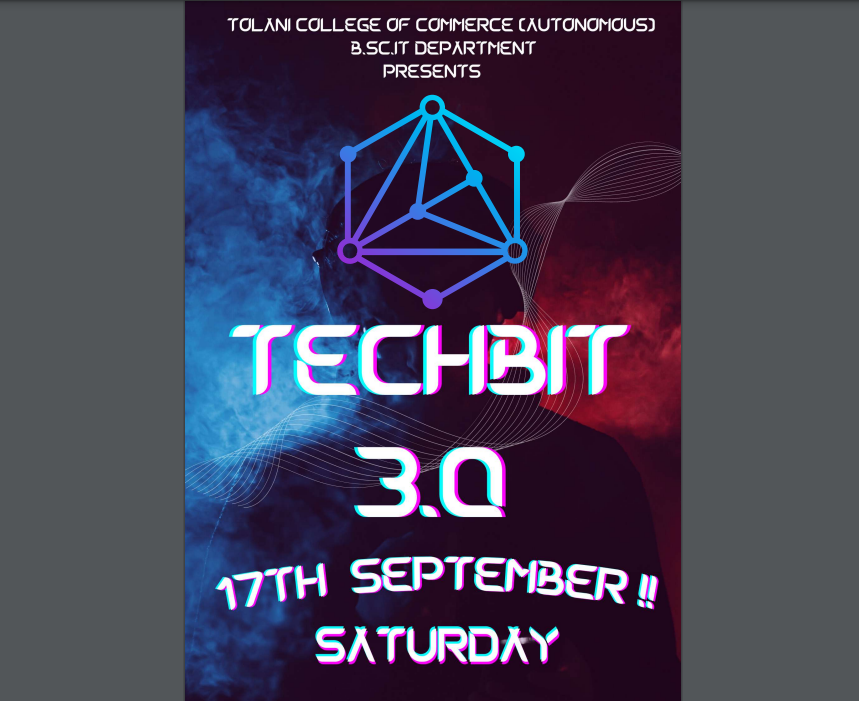 TOLANI COLLEGE OF COMMERCE (AUTONOMOUS)
B.SC.IT DEPARTMENT
PRESENTS
TECHBIT
3.0
17TH SEPTEMBER !!
SATURDAY